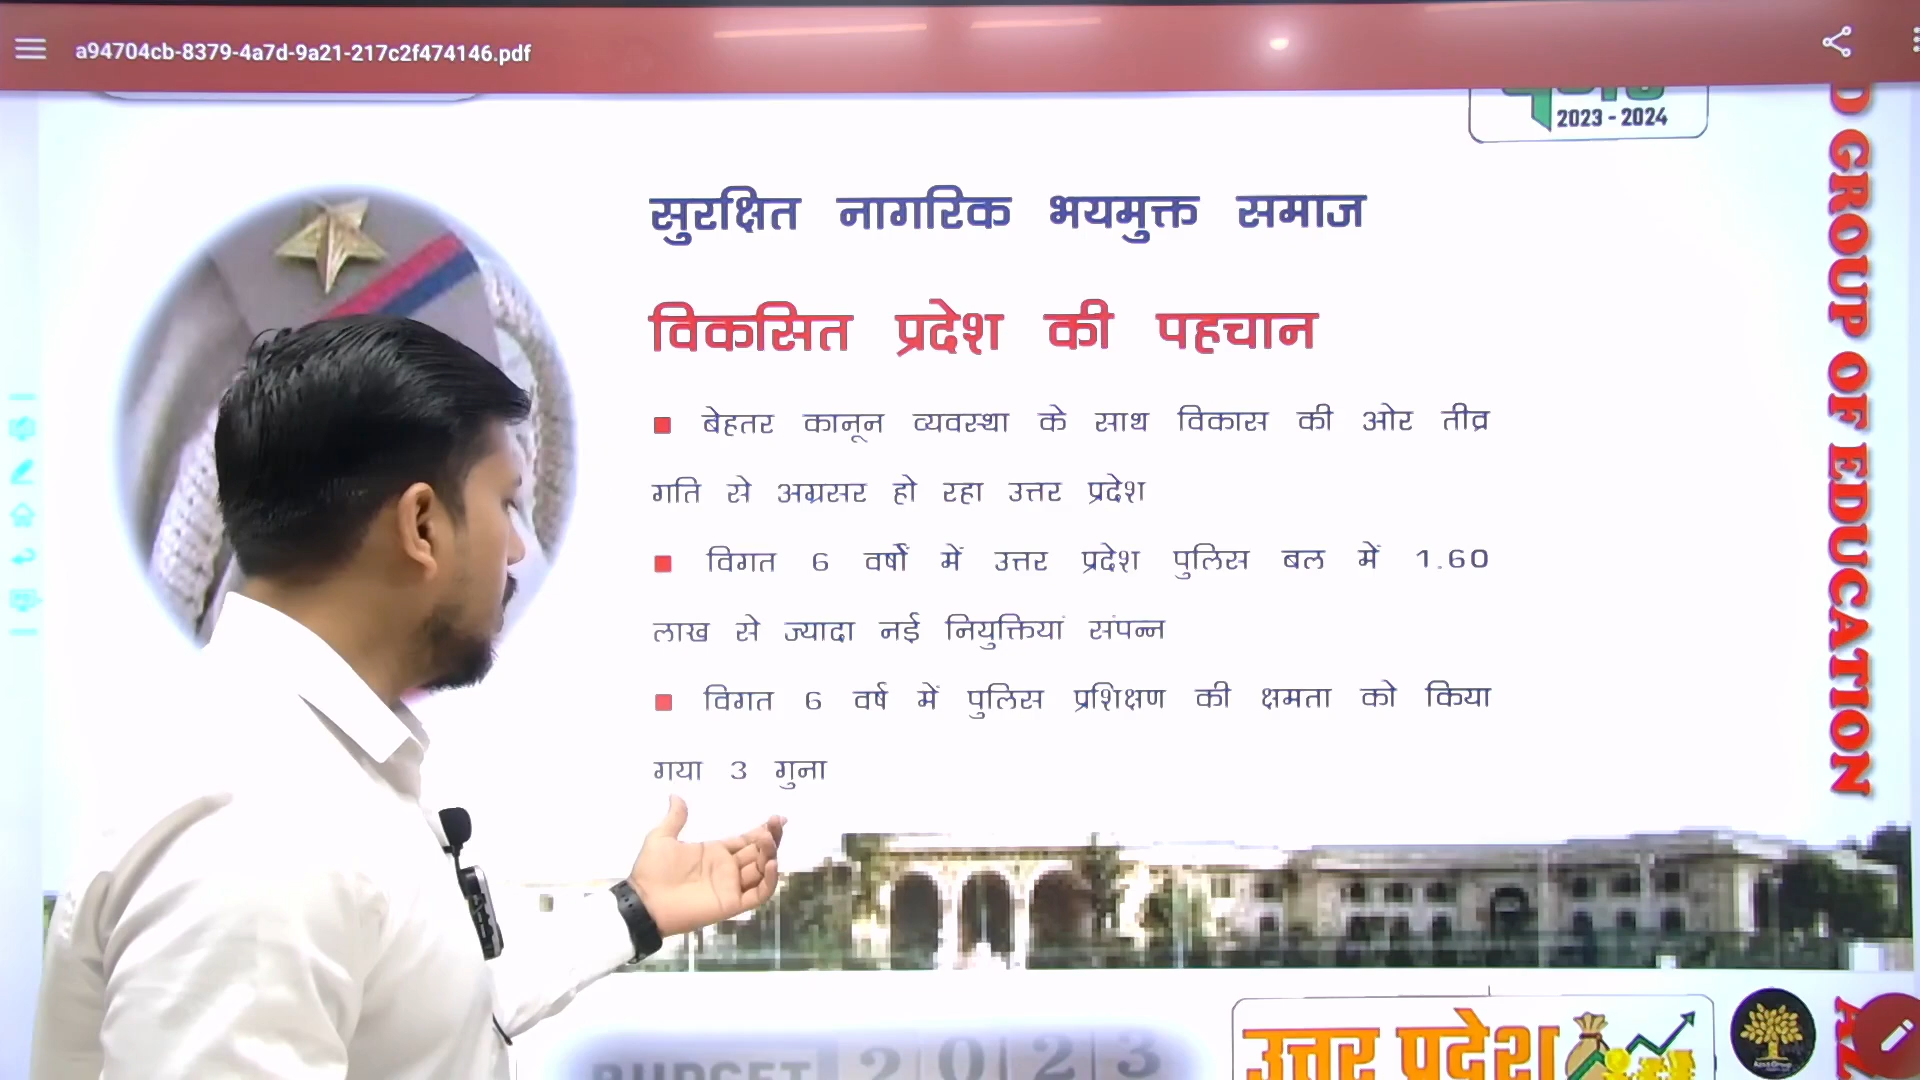 a94704cb-8379-4a7d-9a21-217c2f474146.pdf
2023 - 2024
सुरक्षित नागरिक भयमुक्त समाज
विकसित प्रदेश की पहचान
बेहतर कानून व्यवस्था के साथ विकास की ओर तीव्र
गति से अग्रसर हो रहा उत्तर प्रदेश
विगत 6 वर्षों में उत्तर प्रदेश पुलिस बल में 1.60
लाख से ज्यादा नई नियुक्तियां संपन्न
विगत 6 वर्ष में पुलिस प्रशिक्षण की क्षमता को किया
गया 3 गुना
GROUP OF EDUCATION
BUDGET 2023
उत्तर प्रदेश